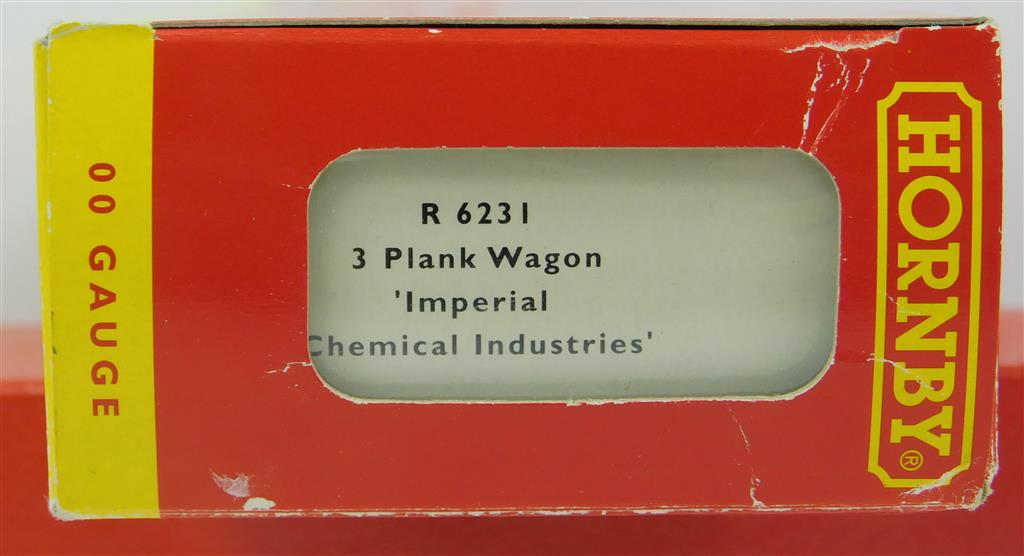 00 GAUGE
R 6231
3 Plank Wagon
'Imperial
Chemical Industries'
HORNBY®